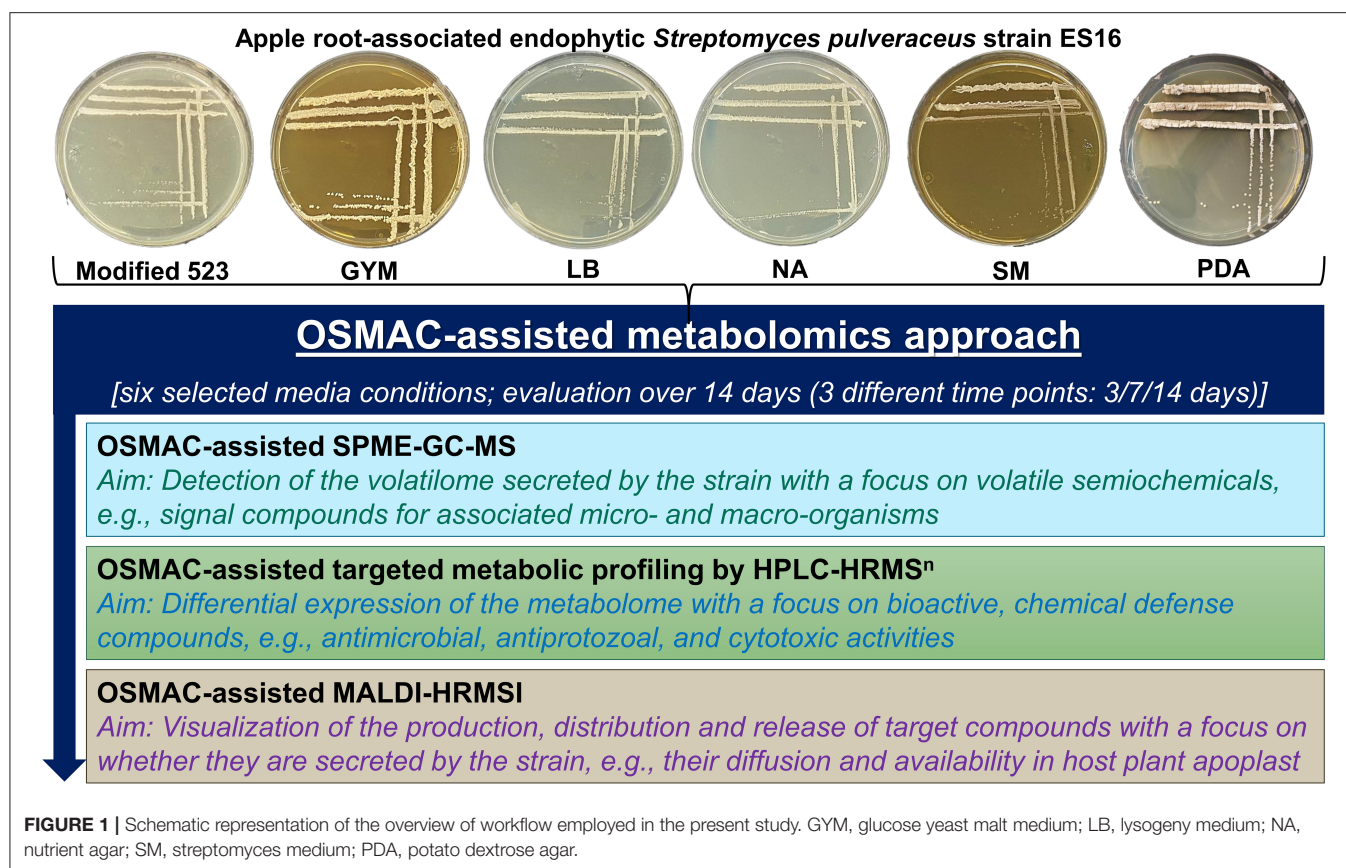 Apple root-associated endophytic Streptomyces pulveraceus strain ES16
Modified 523 GYM LB NA SM PDA
OSMAC-assisted metabolomics approach
[six selected media conditions; evaluation over 14 days (3 different time points: 3/7/14 days)]
OSMAC-assisted SPME-GC-MS
Aim: Detection of the volatilome secreted by the strain with a focus on volatile semiochemicals,
e.g., signal compounds for associated micro- and macro-organisms
OSMAC-assisted targeted metabolic profiling by HPLC-HRMSⁿ
Aim: Differential expression of the metabolome with a focus on bioactive, chemical defense
compounds, e.g., antimicrobial, antiprotozoal, and cytotoxic activities
OSMAC-assisted MALDI-HRMSI
Aim: Visualization of the production, distribution and release of target compounds with a focus on
whether they are secreted by the strain, e.g., their diffusion and availability in host plant apoplast
FIGURE 1 | Schematic representation of the overview of workflow employed in the present study. GYM, glucose yeast malt medium; LB, lysogeny medium; NA,
nutrient agar; SM, streptomyces medium; PDA, potato dextrose agar.